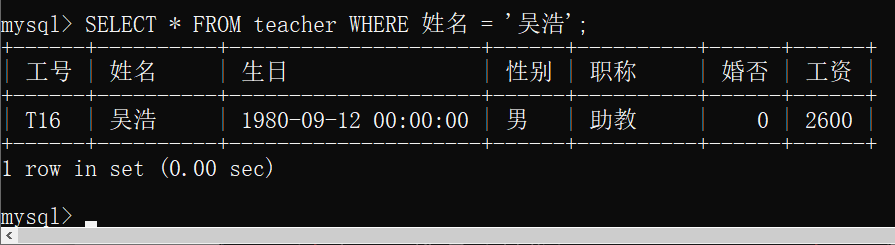 mysql> SELECT * FROM teacher WHERE 姓名 = '吴浩';
+------+--------+---------------------+------+--------+------+------+
| 工号 | 姓名   | 生日                | 性别 | 职称   | 婚否 | 工资 |
+------+--------+---------------------+------+--------+------+------+
| T16  | 吴浩   | 1980-09-12 00:00:00 | 男   | 助教   |    0 | 2600 |
+------+--------+---------------------+------+--------+------+------+
1 row in set (0.00 sec)
mysql>